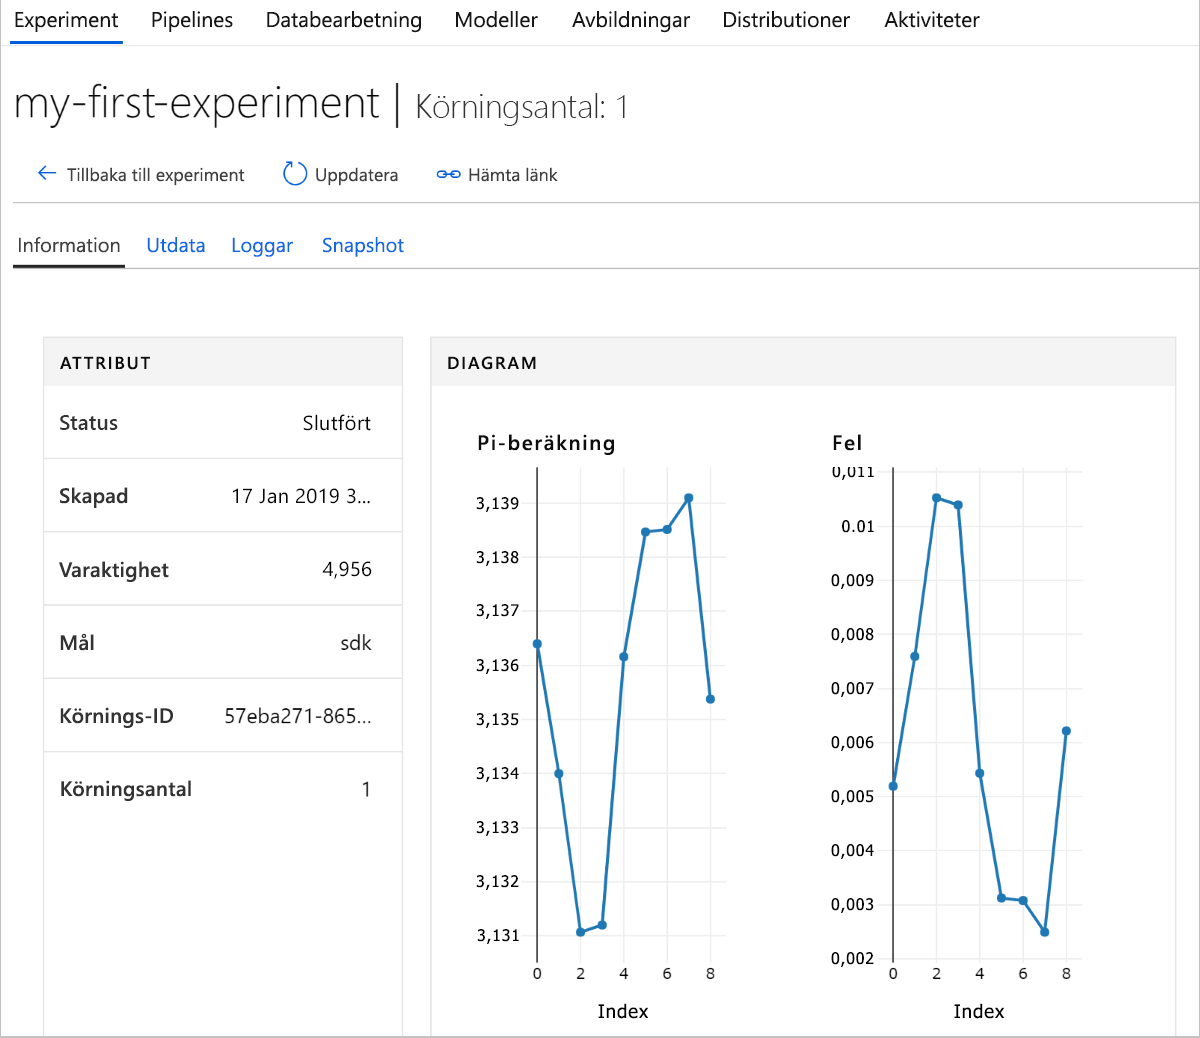 Experiment Pipelines Databearbetning Modeller Avbildningar Distributioner Aktiviteter
my-first-experiment | Körningsantal: 1
Tillbaka till experiment Uppdatera Hämta länk
Information Utdata Loggar Snapshot
ATTRIBUT
Status Slutfört
Skapad 17 Jan 2019 3...
Varaktighet 4,956
Mål sdk
Körnings-ID 57eba271-865...
Körningsantal 1
DIAGRAM
Pi-beräkning
3,139
3,138
3,137
3,136
3,135
3,134
3,133
3,132
3,131
0 2 4 6 8
Index
Fel
0,011
0.01
0,009
0,008
0,007
0,006
0,005
0,004
0,003
0,002
0 2 4 6 8
Index